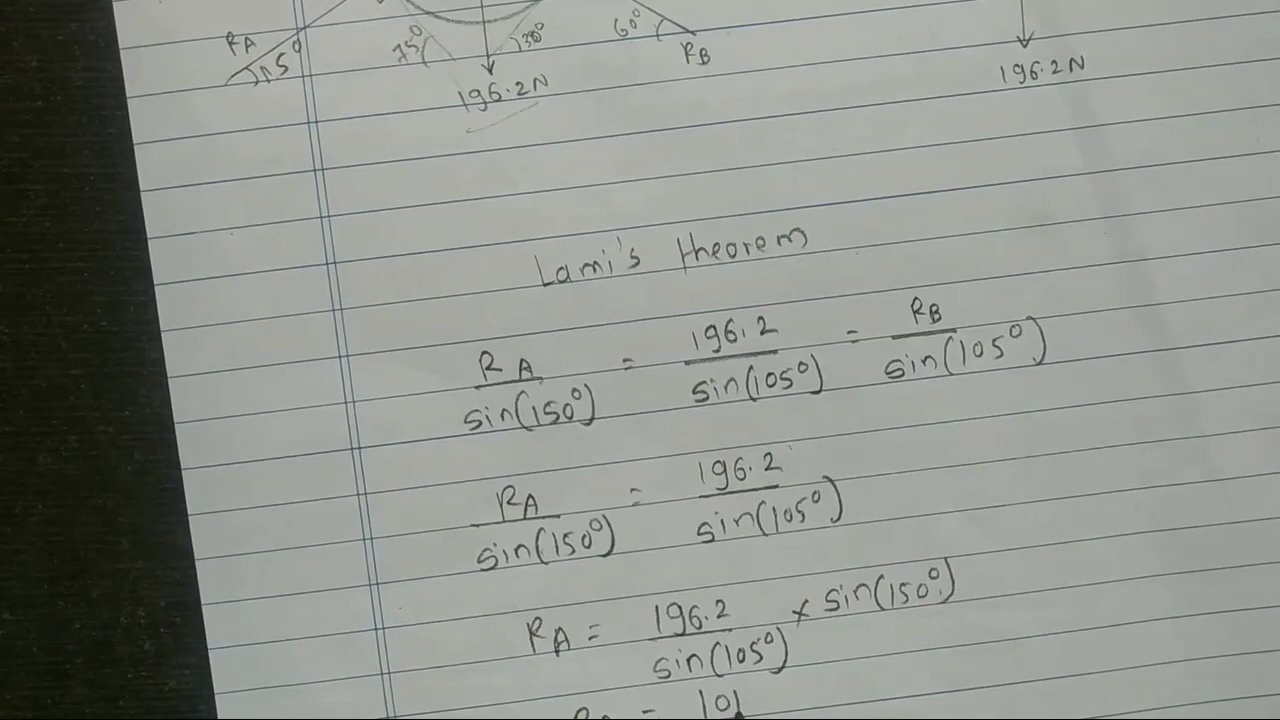 RA 15° 75° 30° 60° RB
196.2N 196.2N
Lami's theorem
RA/sin(150°) = 196.2/sin(105°) = RB/sin(105°)
RA/sin(150°) = 196.2/sin(105°)
RA = 196.2/sin(105°) × sin(150°)
= 101